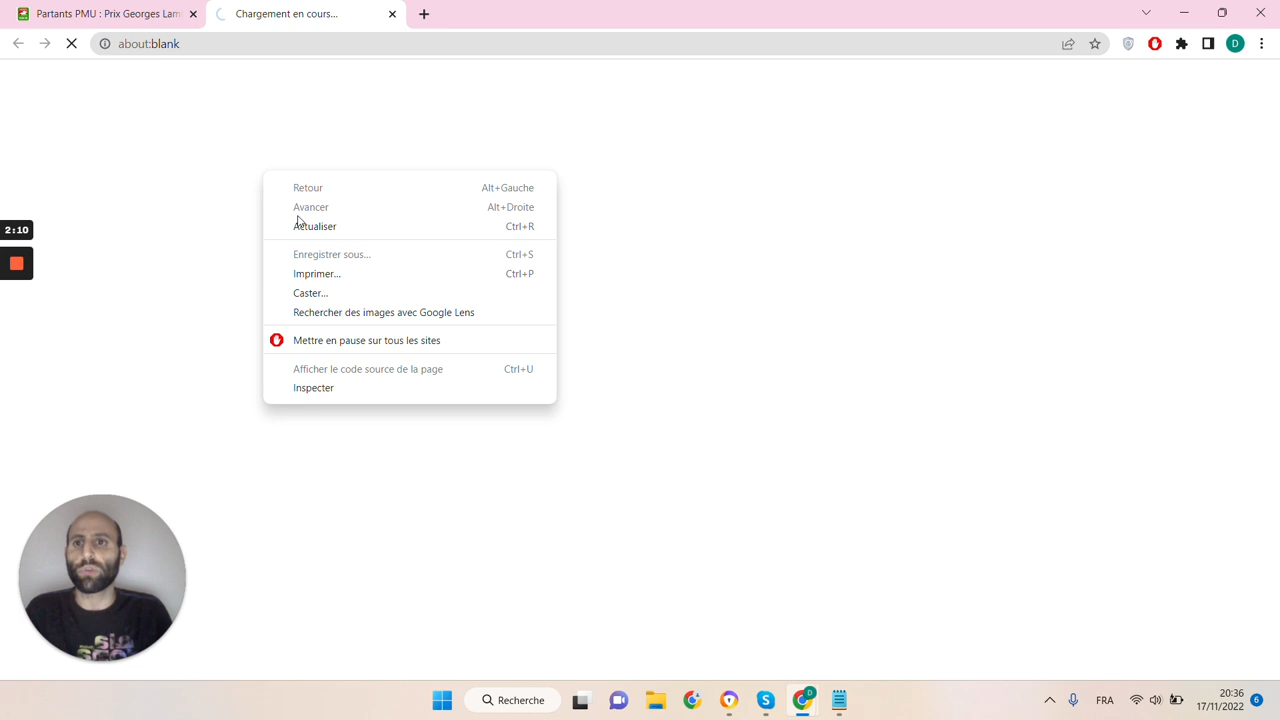 Partants PMU : Prix Georges Lam
Chargement en cours...
about:blank
D
Retour Alt+Gauche
Avancer Alt+Droite
Actualiser Ctrl+R
Enregistrer sous... Ctrl+S
Imprimer... Ctrl+P
Caster...
Rechercher des images avec Google Lens
Mettre en pause sur tous les sites
Afficher le code source de la page Ctrl+U
Inspecter
2:10
Recherche
D
FRA
20:36
17/11/2022
6